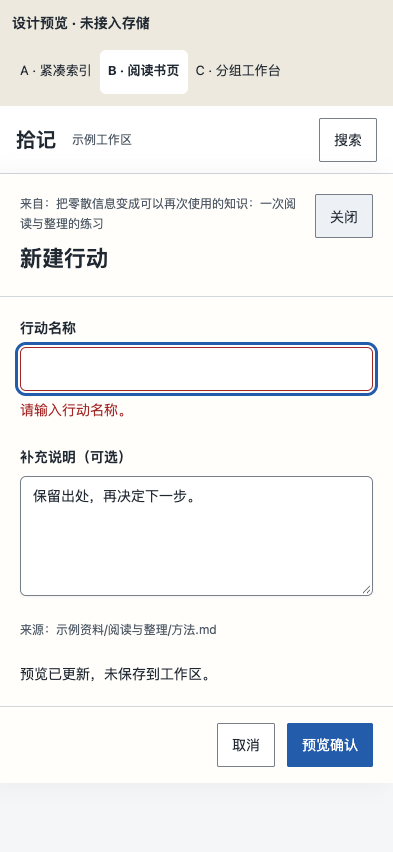 设计预览 · 未接入存储
A · 紧凑索引
B · 阅读书页
C · 分组工作台
拾记
示例工作区
搜索
来自：把零散信息变成可以再次使用的知识：一次阅
读与整理的练习
关闭
新建行动
行动名称
请输入行动名称。
补充说明（可选）
保留出处，再决定下一步。
来源：示例资料/阅读与整理/方法.md
预览已更新，未保存到工作区。
取消
预览确认